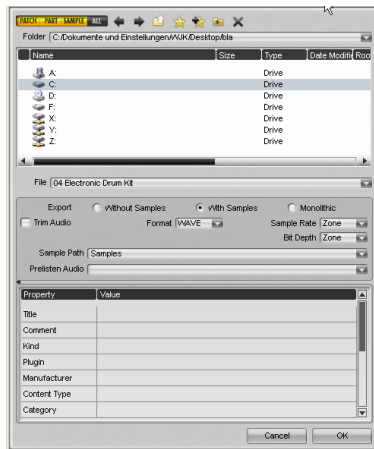 PATCH PART SAMPLE ALL
Folder C:/Dokumente und Einstellungen/WJK/Desktop/bla
Name Size Type Date Modifi Roo
A: Drive
C: Drive
D: Drive
F: Drive
X: Drive
Y: Drive
Z: Drive
File 04 Electronic Drum Kit
Export Without Samples With Samples Monolithic
Trim Audio Format WAVE Sample Rate Zone
Bit Depth Zone
Sample Path Samples
Prelisten Audio
Property Value
Title
Comment
Kind
Plugin
Manufacturer
Content Type
Category
Cancel OK